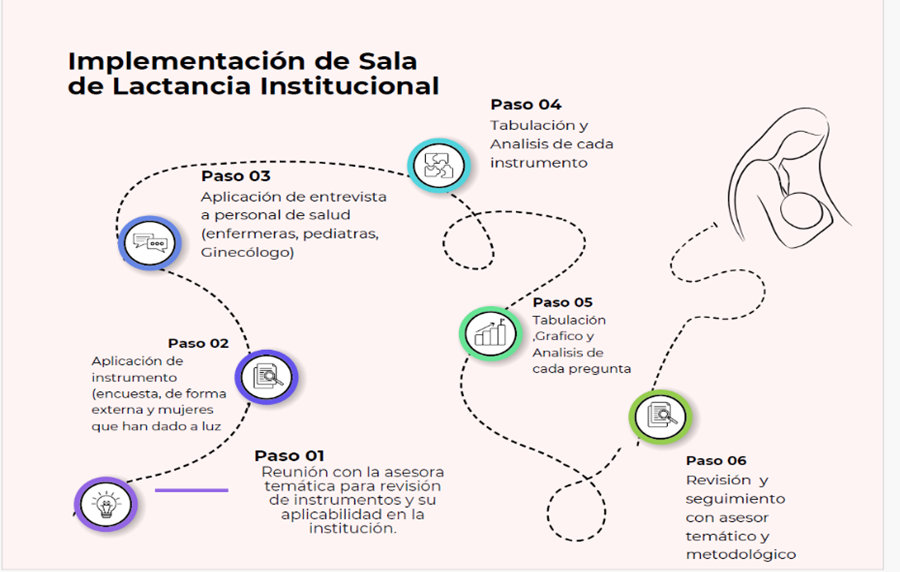 Implementación de Sala
de Lactancia Institucional
Paso 01
Reunión con la asesora
temática para revisión
de instrumentos y su
aplicabilidad en la
institución.
Paso 02
Aplicación de
instrumento
(encuesta, de forma
externa y mujeres
que han dado a luz
Paso 03
Aplicación de entrevista
a personal de salud
(enfermeras, pediatras,
Ginecólogo)
Paso 04
Tabulación y
Analisis de cada
instrumento
Paso 05
Tabulación
,Grafico y
Analisis de
cada pregunta
Paso 06
Revisión y
seguimiento
con asesor
temático y
metodológico